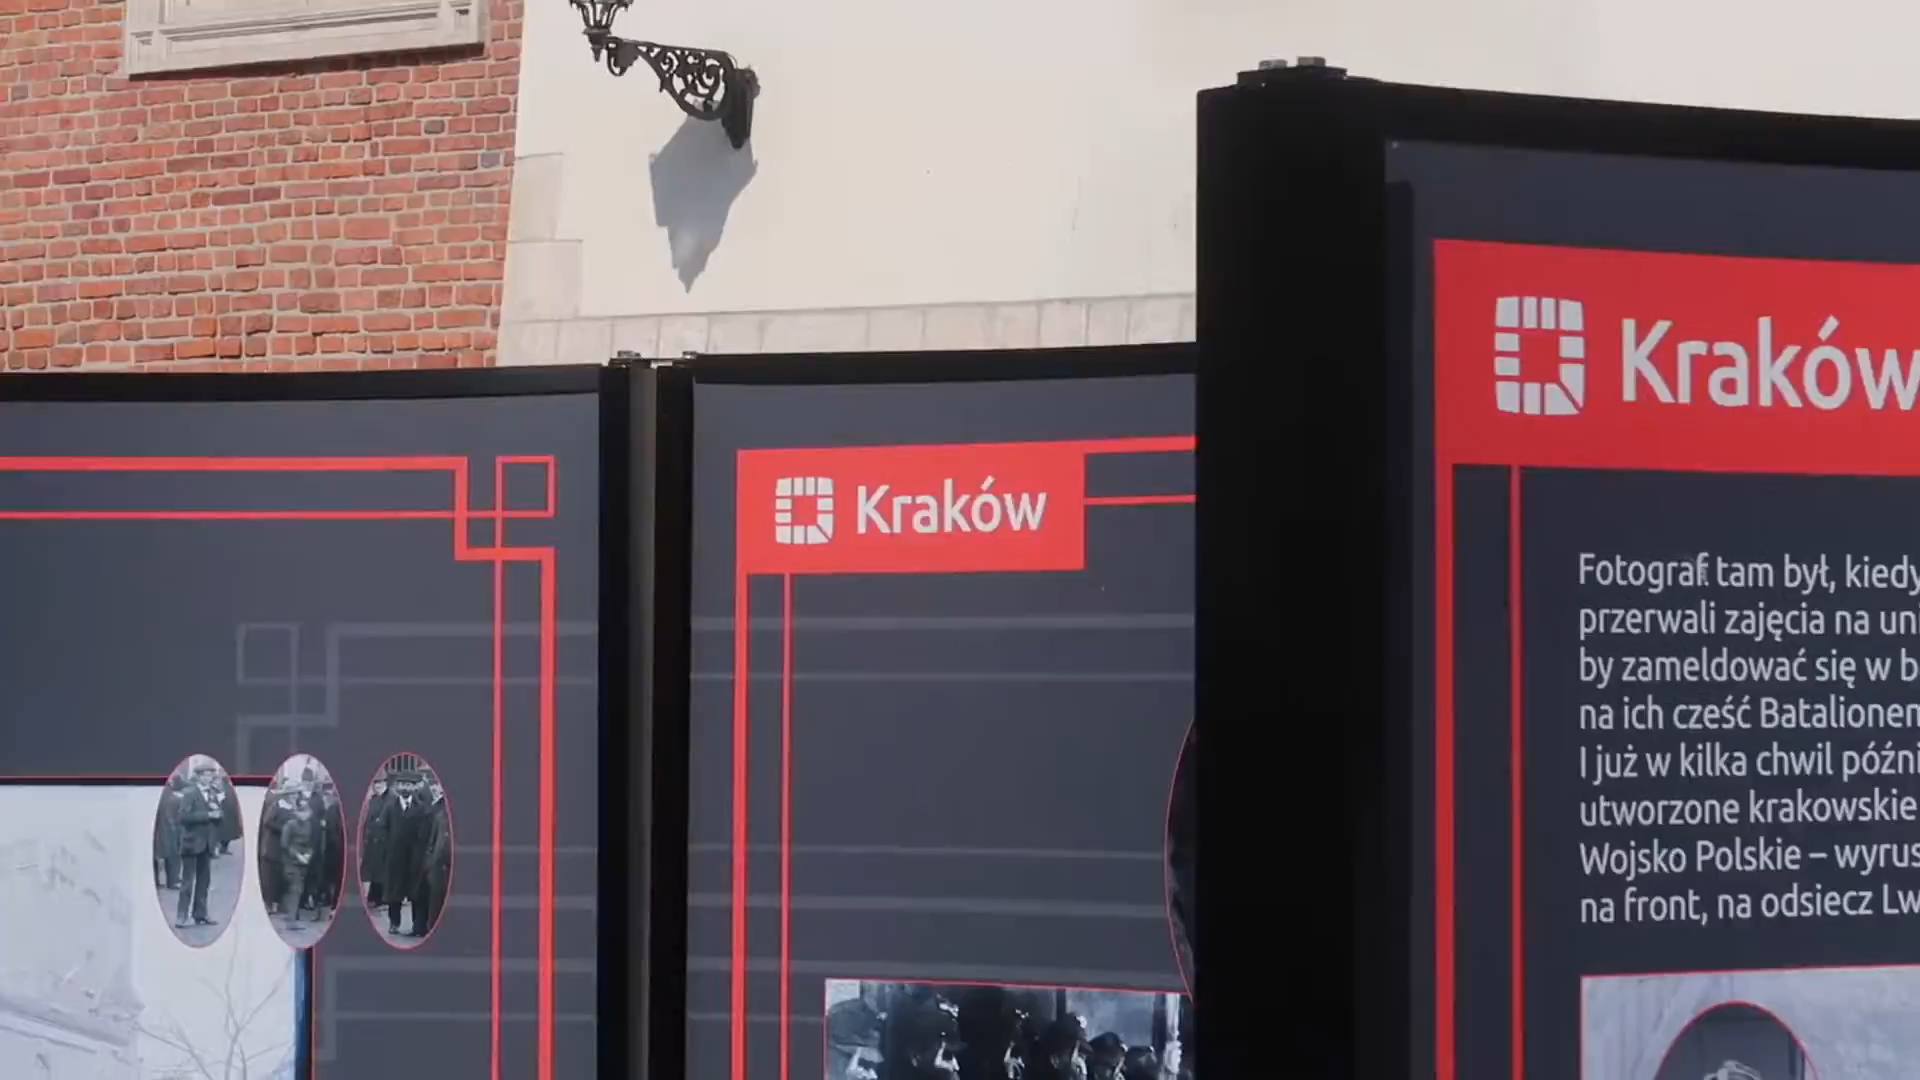 Kraków
Kraków
Fotograf tam był, kiedy
przerwali zajęcia na uni
by zameldować się w b
na ich cześć Batalionem
I już w kilka chwil późni
utworzone krakowskie
Wojsko Polskie – wyrus
na front, na odsiecz Lw